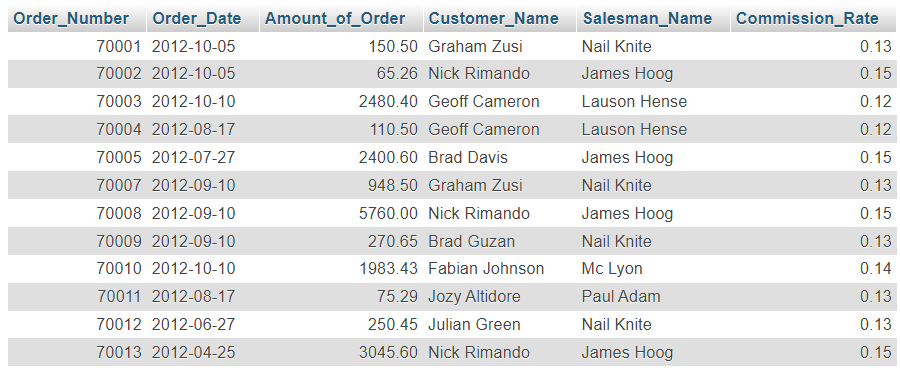 Order_Number Order_Date Amount_of_Order Customer_Name Salesman_Name Commission_Rate
70001 2012-10-05 150.50 Graham Zusi Nail Knite 0.13
70002 2012-10-05 65.26 Nick Rimando James Hoog 0.15
70003 2012-10-10 2480.40 Geoff Cameron Lauson Hense 0.12
70004 2012-08-17 110.50 Geoff Cameron Lauson Hense 0.12
70005 2012-07-27 2400.60 Brad Davis James Hoog 0.15
70007 2012-09-10 948.50 Graham Zusi Nail Knite 0.13
70008 2012-09-10 5760.00 Nick Rimando James Hoog 0.15
70009 2012-09-10 270.65 Brad Guzan Nail Knite 0.13
70010 2012-10-10 1983.43 Fabian Johnson Mc Lyon 0.14
70011 2012-08-17 75.29 Jozy Altidore Paul Adam 0.13
70012 2012-06-27 250.45 Julian Green Nail Knite 0.13
70013 2012-04-25 3045.60 Nick Rimando James Hoog 0.15